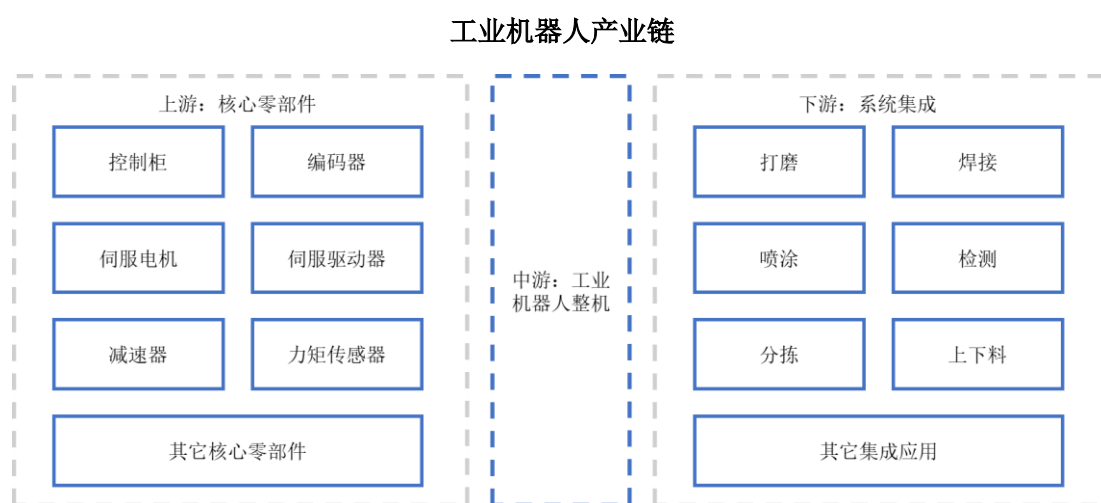 工业机器人产业链
上游：核心零部件
控制柜
编码器
伺服电机
伺服驱动器
减速器
力矩传感器
其它核心零部件
中游：工业
机器人整机
下游：系统集成
打磨
焊接
喷涂
检测
分拣
上下料
其它集成应用